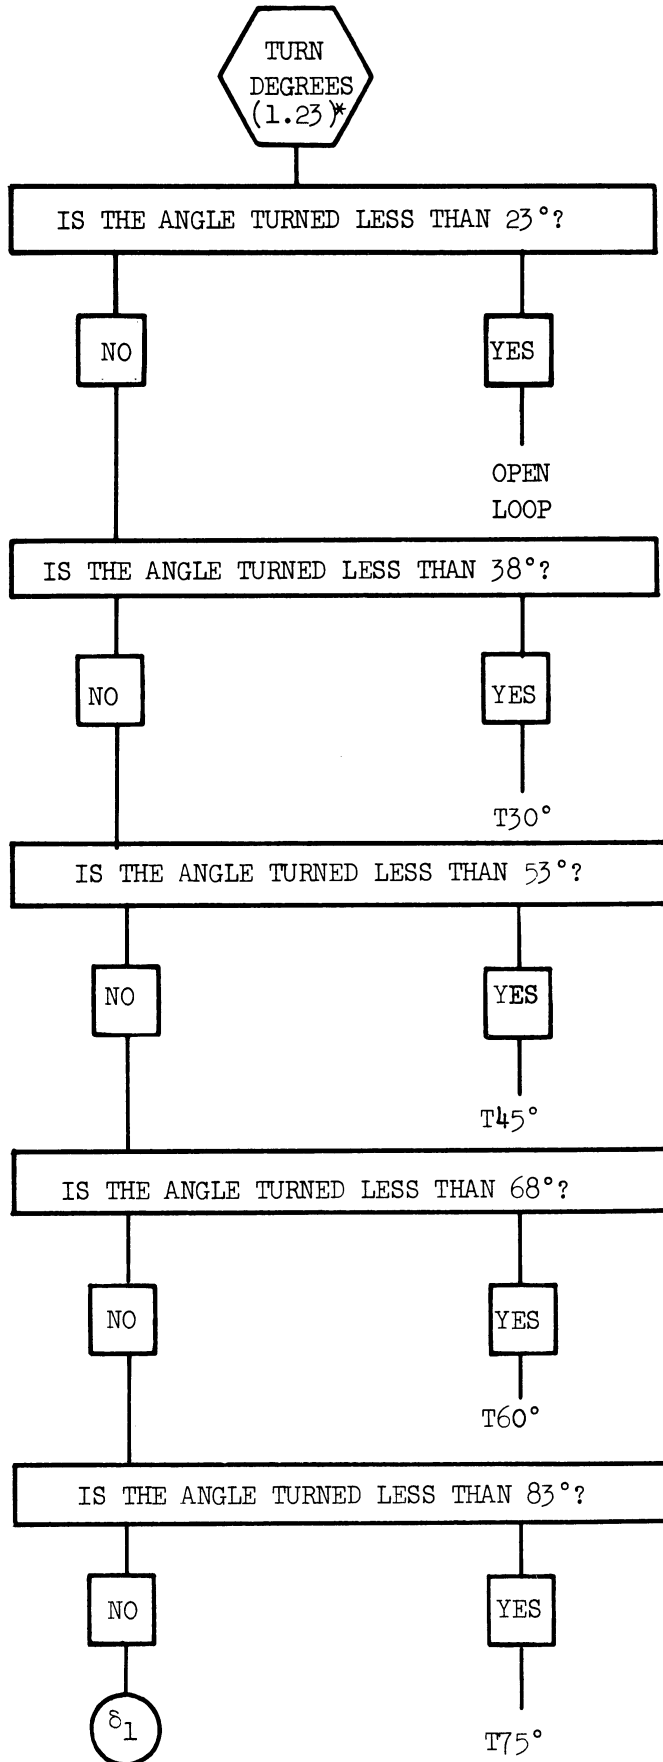 TURN
DEGREES
(1.23)*
IS THE ANGLE TURNED LESS THAN 23°?
NO
YES
OPEN
LOOP
IS THE ANGLE TURNED LESS THAN 38°?
NO
YES
T30°
IS THE ANGLE TURNED LESS THAN 53°?
NO
YES
T45°
IS THE ANGLE TURNED LESS THAN 68°?
NO
YES
T60°
IS THE ANGLE TURNED LESS THAN 83°?
NO
YES
δ1
T75°